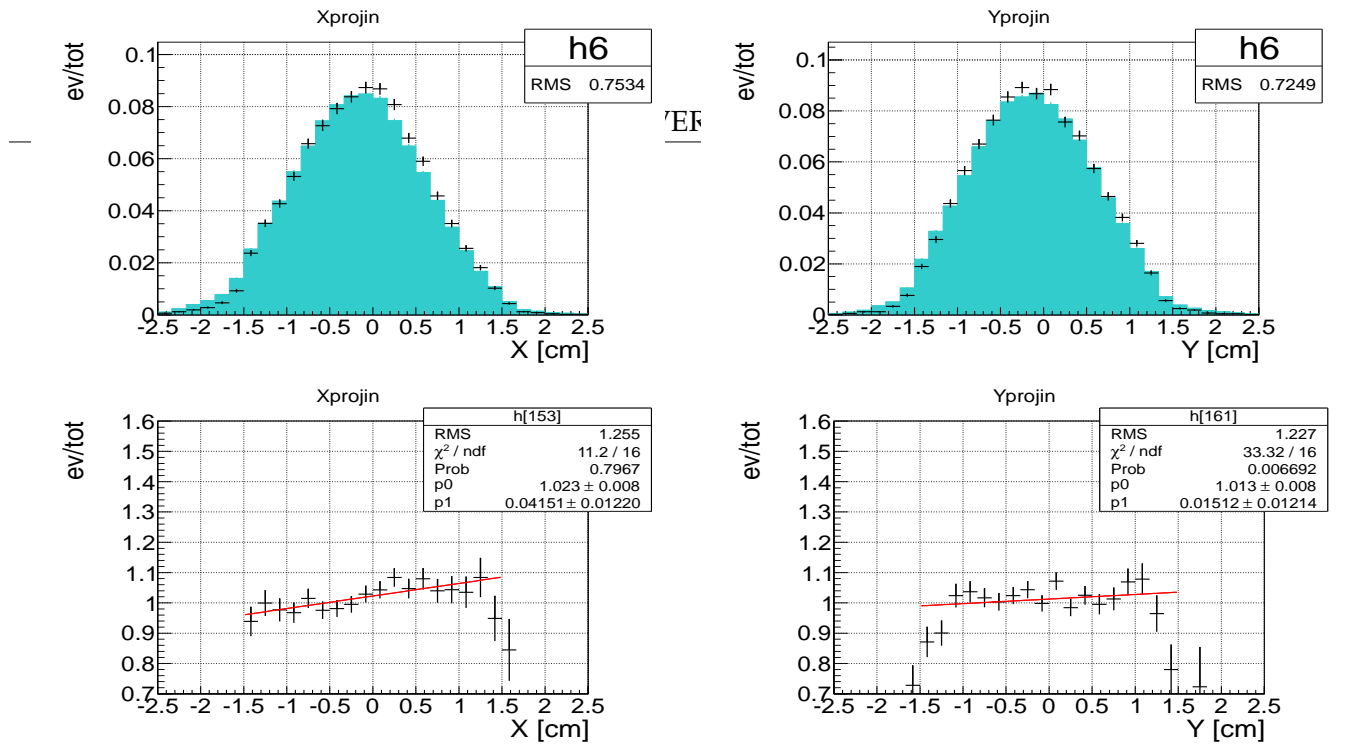 Xprojin
ev/tot
h6
RMS 0.7534
0.1
0.08
0.06
0.04
0.02
0
-2.5 -2 -1.5 -1 -0.5 0 0.5 1 1.5 2 2.5
X [cm]
VER
Yprojin
ev/tot
h6
RMS 0.7249
0.1
0.08
0.06
0.04
0.02
0
-2.5 -2 -1.5 -1 -0.5 0 0.5 1 1.5 2 2.5
Y [cm]
Xprojin
ev/tot
h[153]
RMS 1.255
χ² / ndf 11.2 / 16
Prob 0.7967
p0 1.023 ± 0.008
p1 0.04151 ± 0.01220
1.6
1.5
1.4
1.3
1.2
1.1
1
0.9
0.8
0.7
-2.5 -2 -1.5 -1 -0.5 0 0.5 1 1.5 2 2.5
X [cm]
Yprojin
ev/tot
h[161]
RMS 1.227
χ² / ndf 33.32 / 16
Prob 0.006692
p0 1.013 ± 0.008
p1 0.01512 ± 0.01214
1.6
1.5
1.4
1.3
1.2
1.1
1
0.9
0.8
0.7
-2.5 -2 -1.5 -1 -0.5 0 0.5 1 1.5 2 2.5
Y [cm]